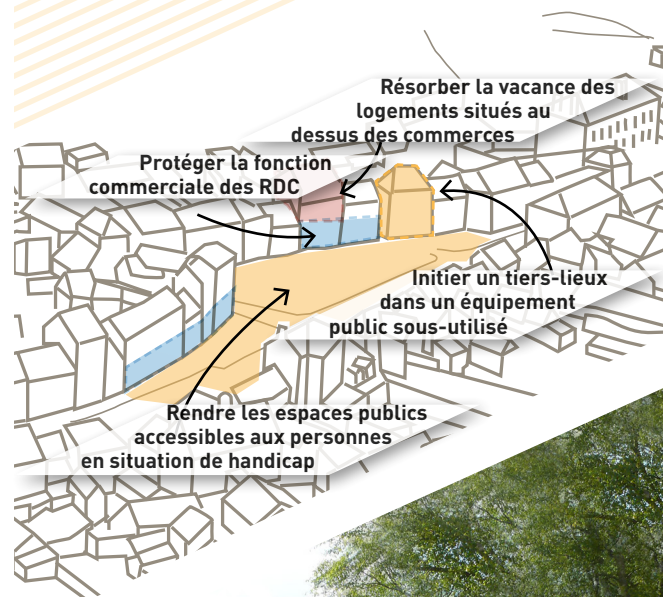 Résorber la vacance des
logements situés au
dessus des commerces
Protéger la fonction
commerciale des RDC
Initier un tiers-lieux
dans un équipement
public sous-utilisé
Rendre les espaces publics
accessibles aux personnes
en situation de handicap